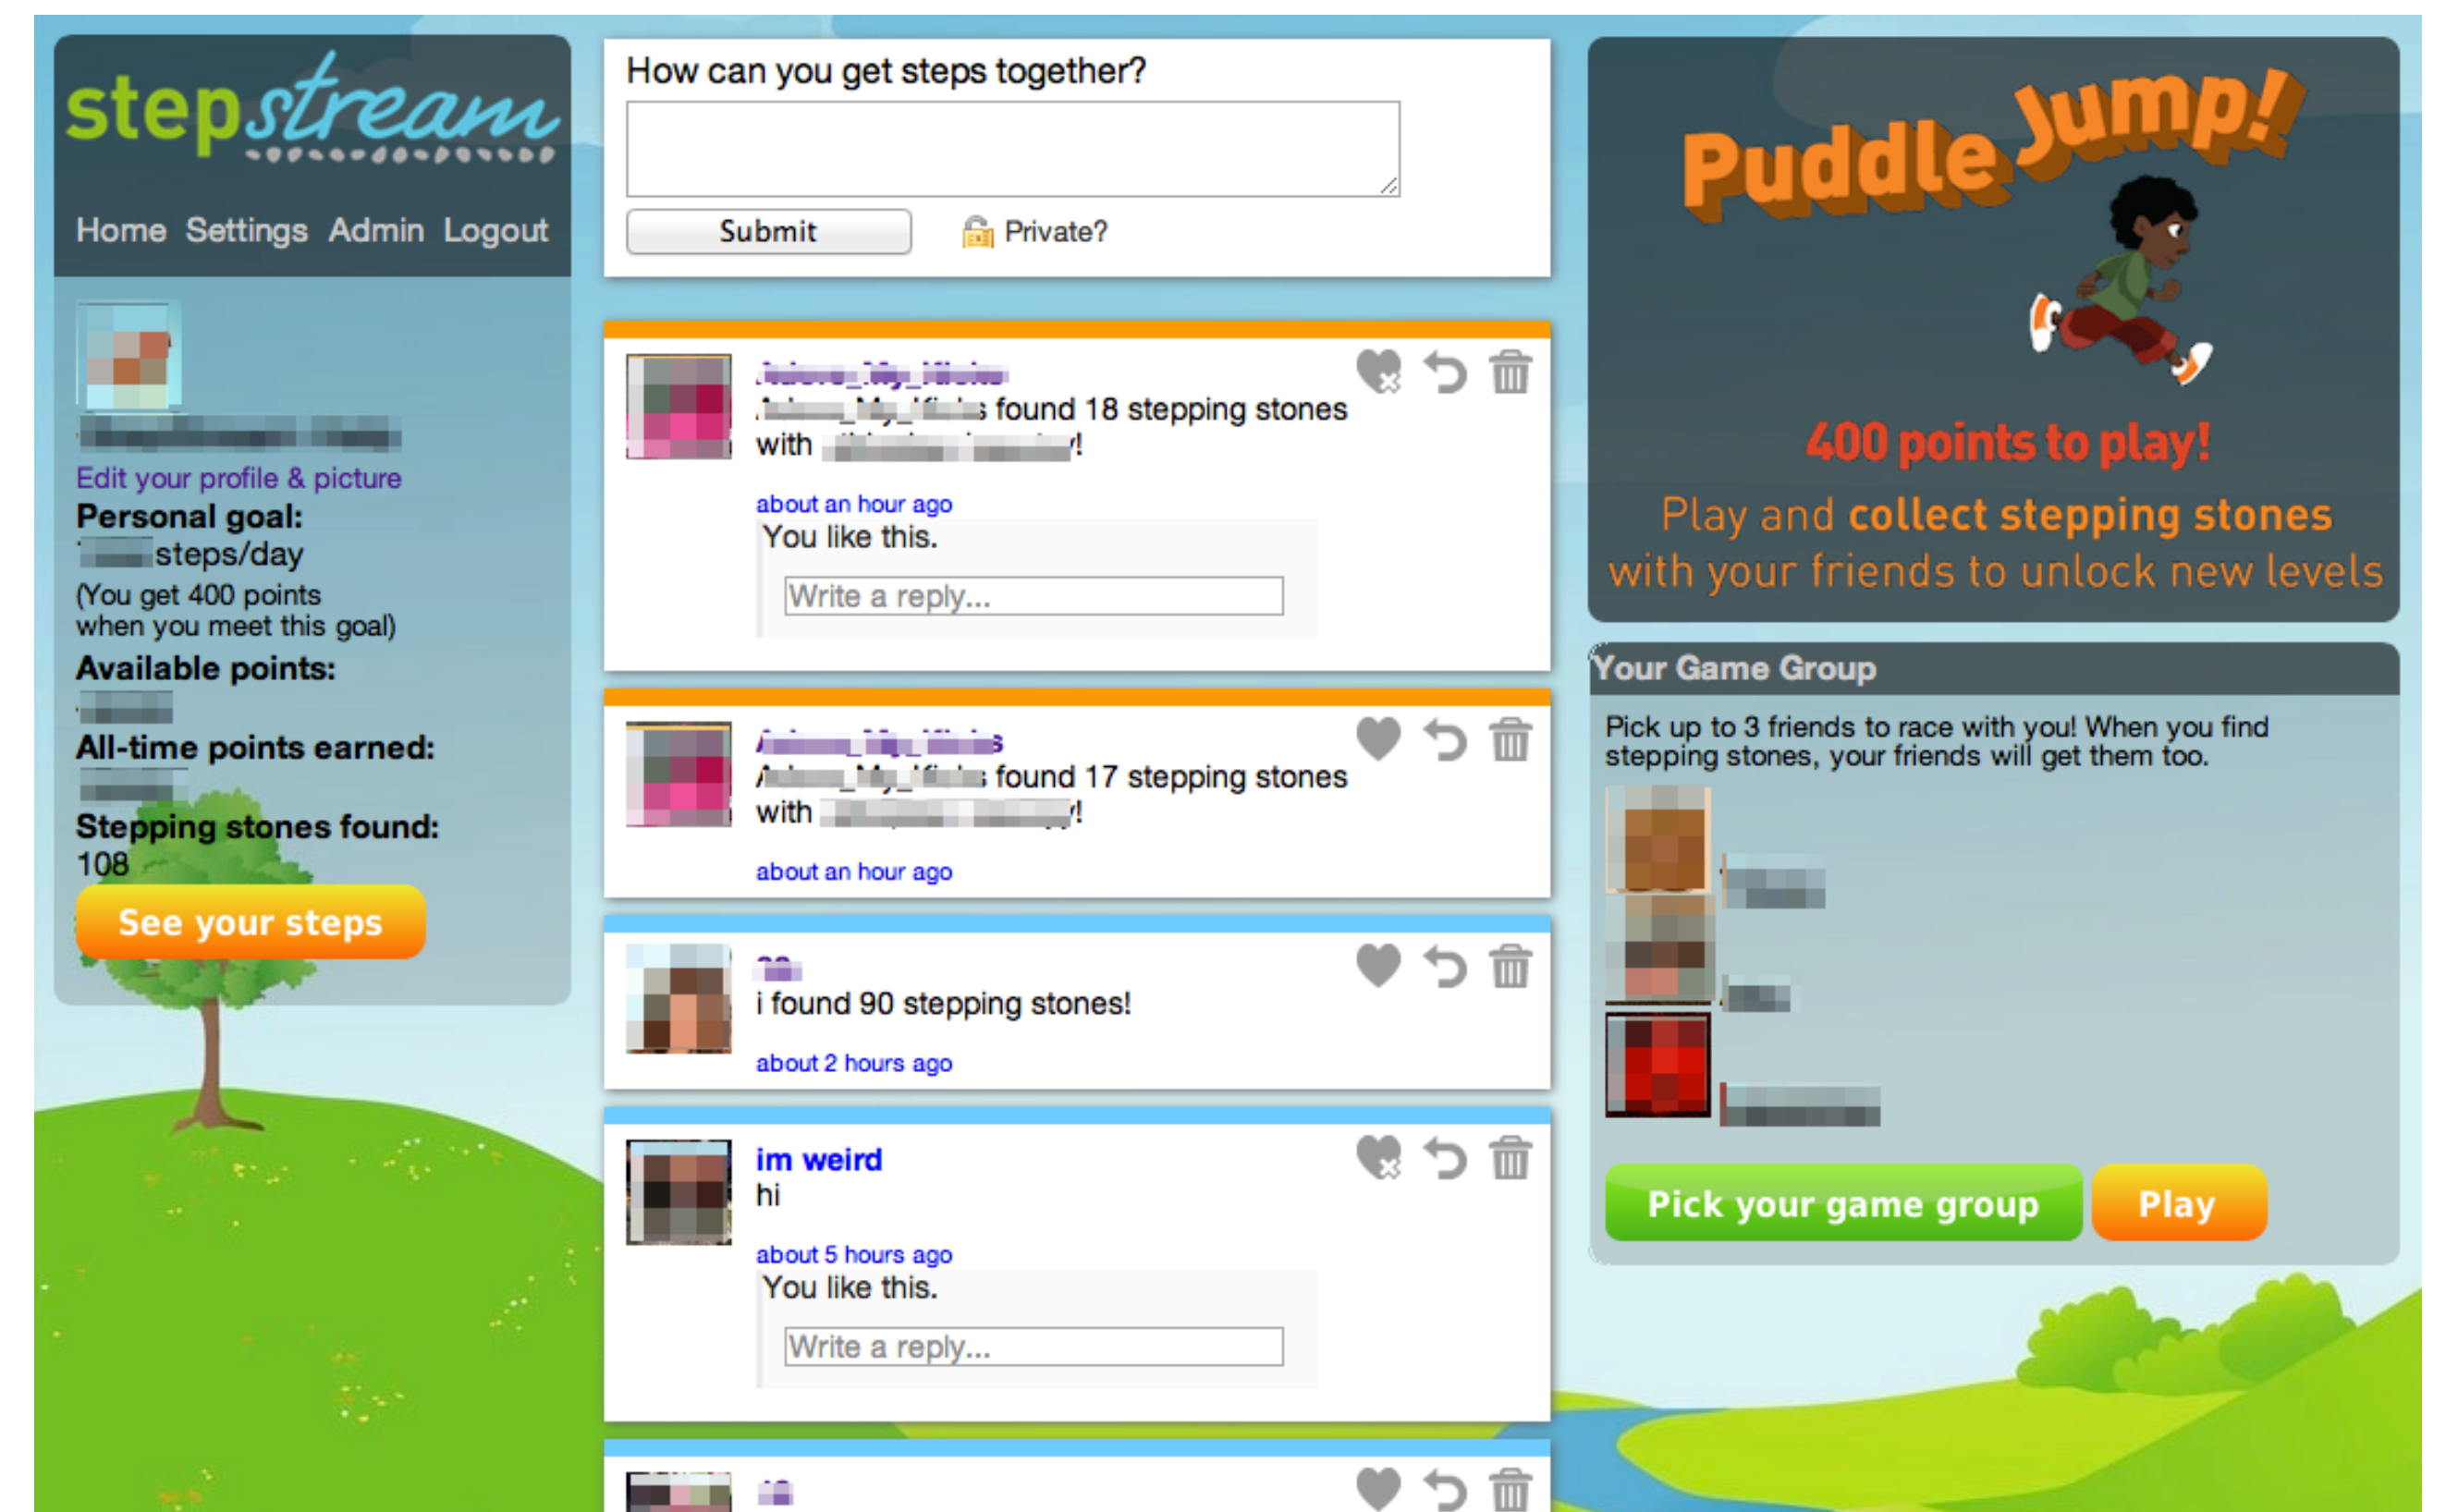 stepstream
Home Settings Admin Logout
Edit your profile & picture
Personal goal:
steps/day
(You get 400 points
when you meet this goal)
Available points:
All-time points earned:
Stepping stones found:
108
See your steps
How can you get steps together?
Submit
Private?
found 18 stepping stones
with
about an hour ago
You like this.
Write a reply...
found 17 stepping stones
with
about an hour ago
i found 90 stepping stones!
about 2 hours ago
im weird
hi
about 5 hours ago
You like this.
Write a reply...
Puddle Jump!
400 points to play!
Play and collect stepping stones
with your friends to unlock new levels
Your Game Group
Pick up to 3 friends to race with you! When you find
stepping stones, your friends will get them too.
Pick your game group
Play